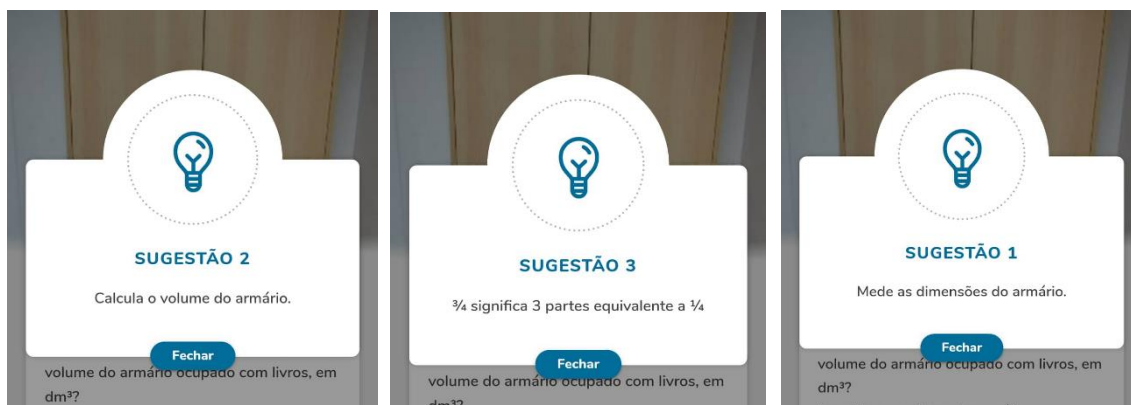 SUGESTÃO 2
Calcula o volume do armário.
Fechar
volume do armário ocupado com livros, em
dm³?
SUGESTÃO 3
¾ significa 3 partes equivalente a ¼
Fechar
volume do armário ocupado com livros, em
dm³?
SUGESTÃO 1
Mede as dimensões do armário.
Fechar
volume do armário ocupado com livros, em
dm³?